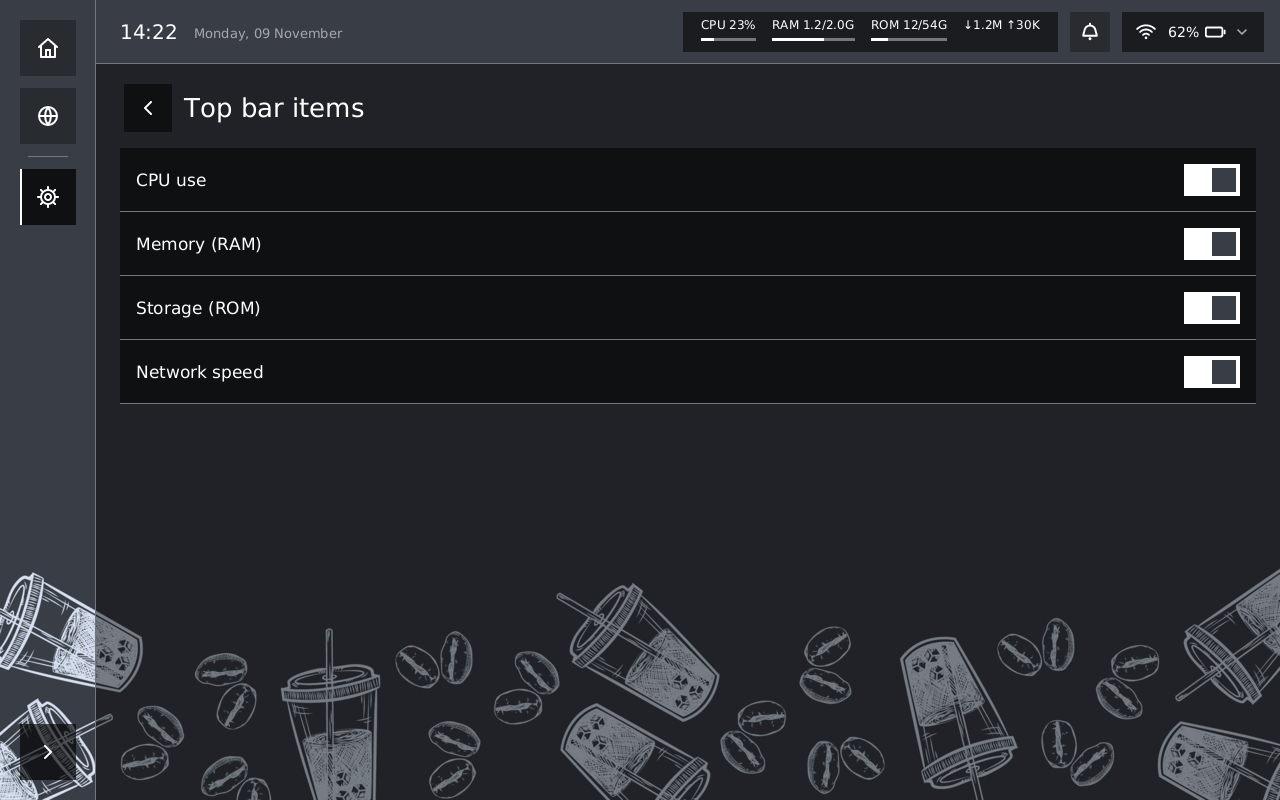 14:22 Monday, 09 November
CPU 23% RAM 1.2/2.0G ROM 12/54G ↓1.2M ↑30K
62%
Top bar items
CPU use
Memory (RAM)
Storage (ROM)
Network speed